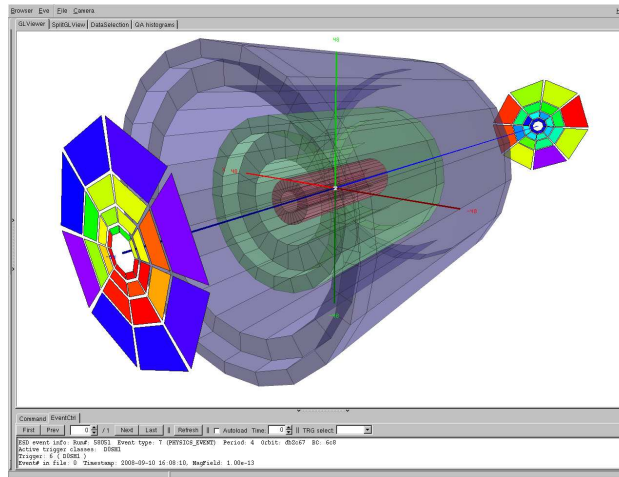 Browser Eve File Camera
GLViewer SplitGLView DataSelection QA histograms
Command EventCtrl
First Prev 0 / 1 Next Last || Refresh || Autoload Time: 0 || TRG select:
ESD event info: Run#: 58051 Event type: 7 (PHYSICS_EVENT) Period: 4 Orbit: db2c67 BC: 6c8
Active trigger classes: D0SM1
Trigger: 6 ( D0SM1 )
Event# in file: 0 Timestamp: 2008-09-10 16:08:10, MagField: 1.00e-13